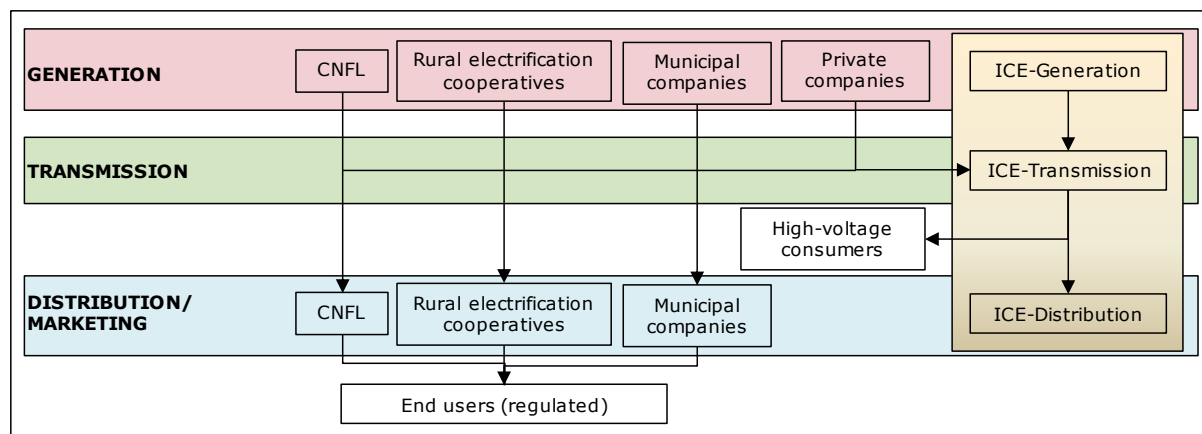 GENERATION
CNFL
Rural electrification
cooperatives
Municipal
companies
Private
companies
ICE-Generation
TRANSMISSION
ICE-Transmission
High-voltage
consumers
DISTRIBUTION/
MARKETING
CNFL
Rural electrification
cooperatives
Municipal
companies
ICE-Distribution
End users (regulated)